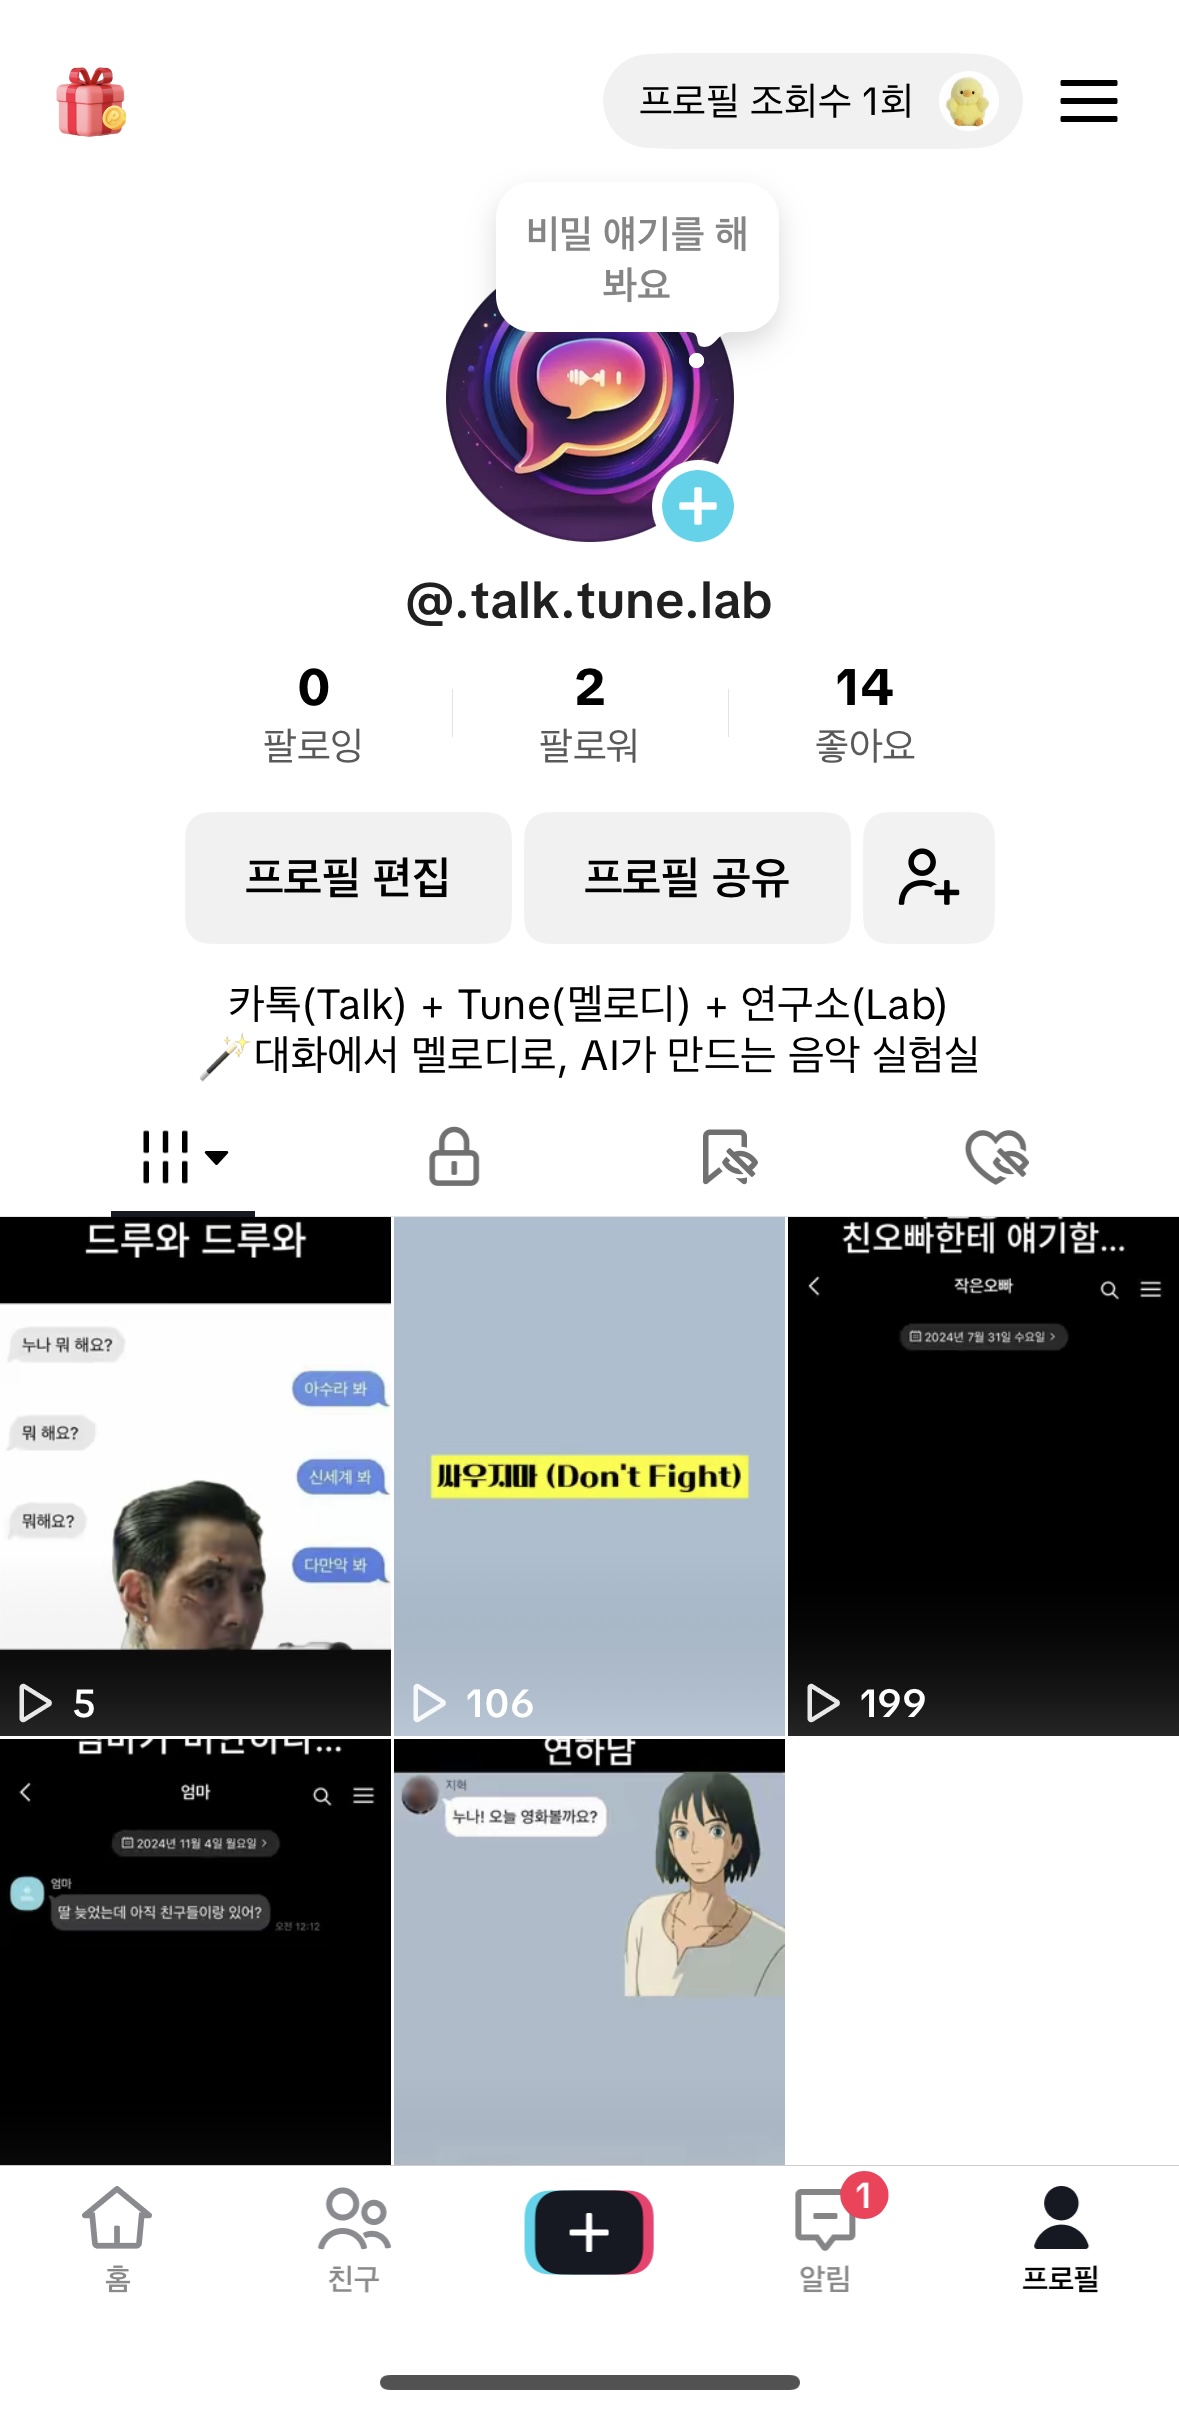 프로필 조회수 1회
비밀 얘기를 해
봐요
@.talk.tune.lab
0
팔로잉
2
팔로워
14
좋아요
프로필 편집
프로필 공유
카톡(Talk) + Tune(멜로디) + 연구소(Lab)
대화에서 멜로디로, AI가 만드는 음악 실험실
드루와 드루와
누나 뭐 해요?
아수라 봐
뭐 해요?
신세계 봐
뭐해요?
다만악 봐
5
싸우지마 (Don't Fight)
106
친오빠한테 얘기함...
작은오빠
2024년 7월 31일 수요일
199
엄마
2024년 11월 4일 월요일
엄마
딸 늦었는데 아직 친구들이랑 있어?
오전 12:12
연하남
지혁
누나! 오늘 영화볼까요?
홈
친구
1
알림
프로필